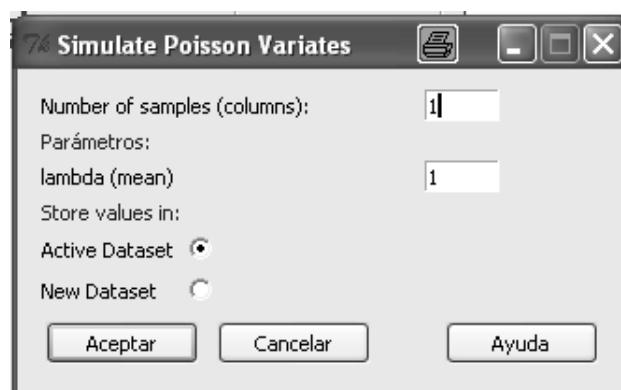 Simulate Poisson Variates
Number of samples (columns): 1
Parámetros:
lambda (mean) 1
Store values in:
Active Dataset
New Dataset
Aceptar Cancelar Ayuda